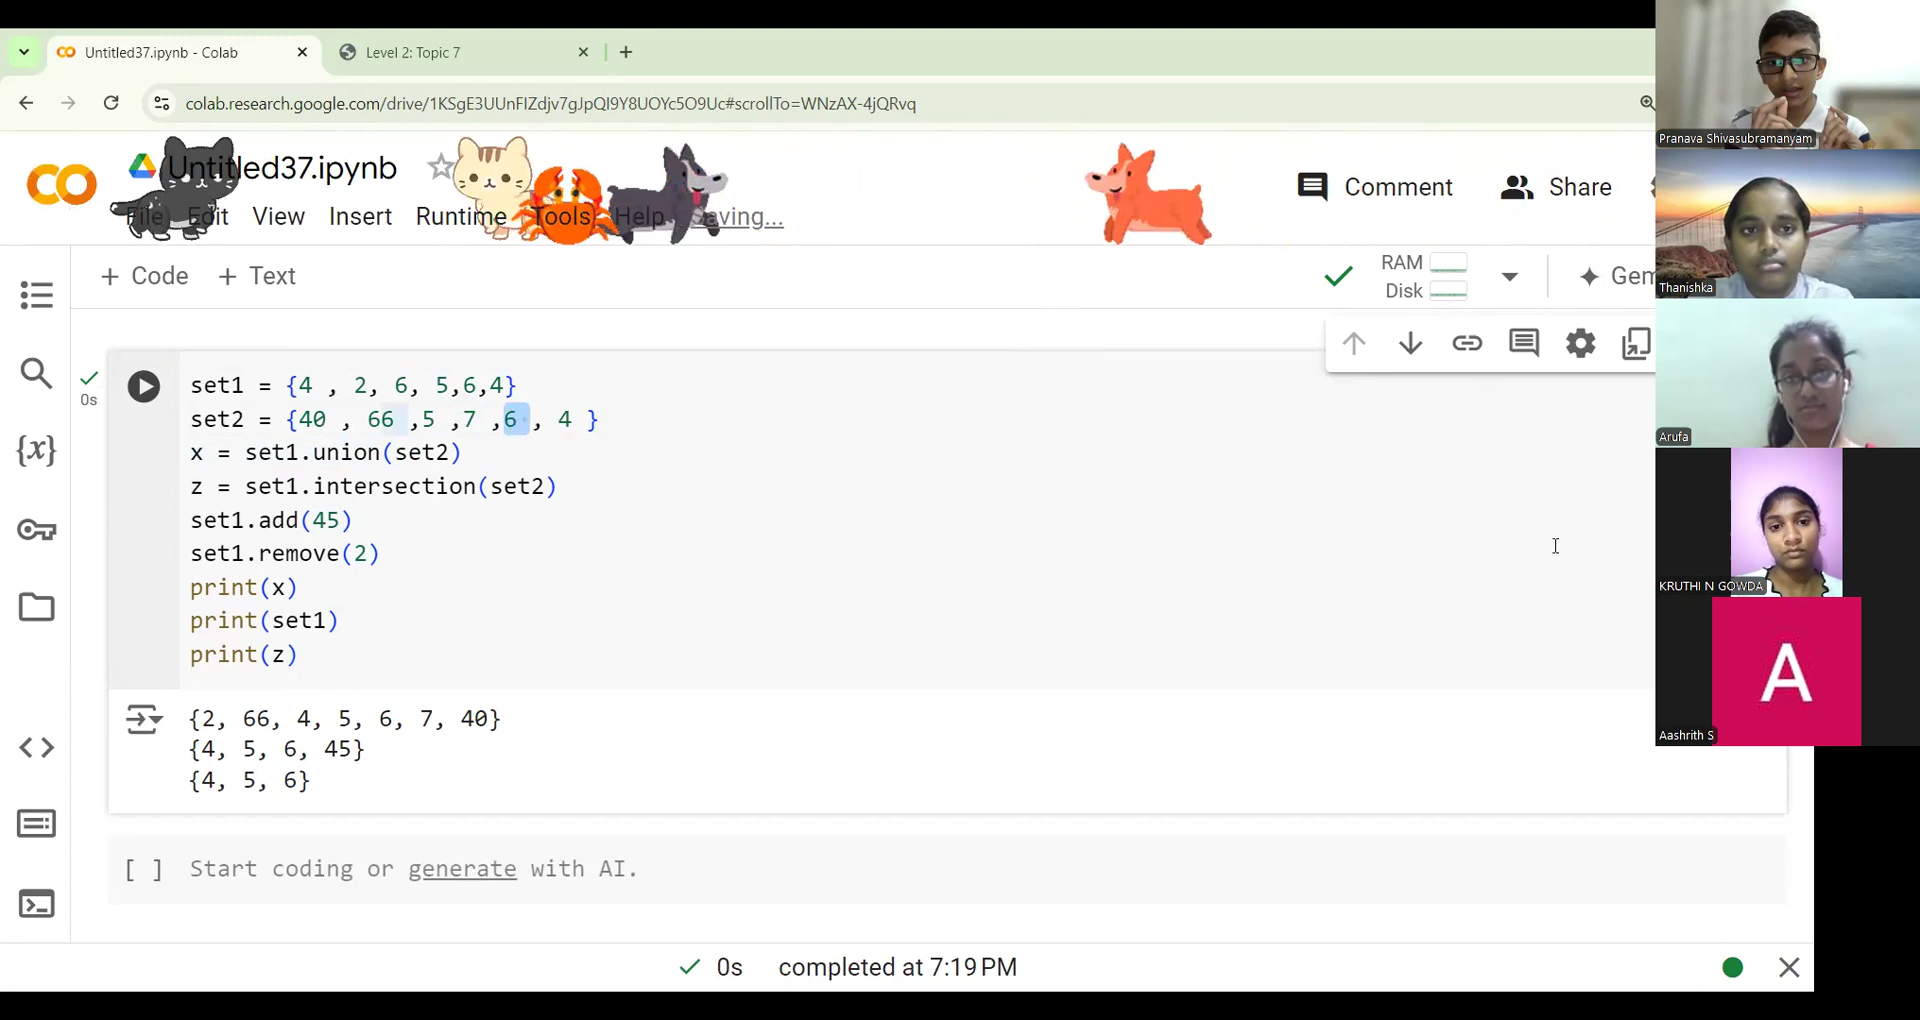 Untitled37.ipynb - Colab
Level 2: Topic 7
colab.research.google.com/drive/1KSgE3UUnFIZdjv7gJpQI9Y8UOYc5O9Uc#scrollTo=WNzAX-4jQRvq
CO
Untitled37.ipynb
Comment
Share
File Edit View Insert Runtime Tools Help Saving...
+ Code + Text
RAM
Disk
Gem
0s
set1 = {4 , 2, 6, 5,6,4}
set2 = {40 , 66 ,5 ,7 ,6 , 4 }
x = set1.union(set2)
z = set1.intersection(set2)
set1.add(45)
set1.remove(2)
print(x)
print(set1)
print(z)
{2, 66, 4, 5, 6, 7, 40}
{4, 5, 6, 45}
{4, 5, 6}
[ ] Start coding or generate with AI.
0s completed at 7:19 PM
{x}
Pranava Shivasubramanyam
Thanishka
Arufa
KRUTHI N GOWDA
A
Aashrith S